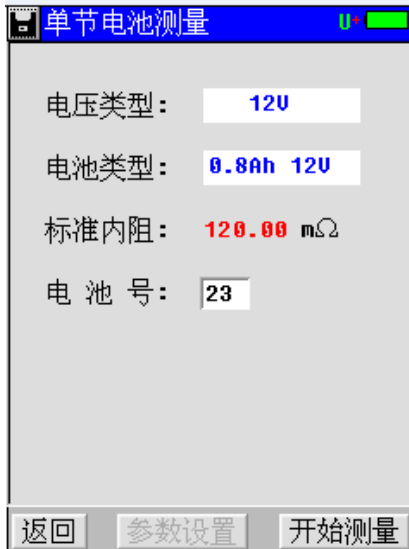 单节电池测量 U+
电压类型: 12V
电池类型: 0.8Ah 12V
标准内阻: 120.00 mΩ
电 池 号: 23
返回 参数设置 开始测量